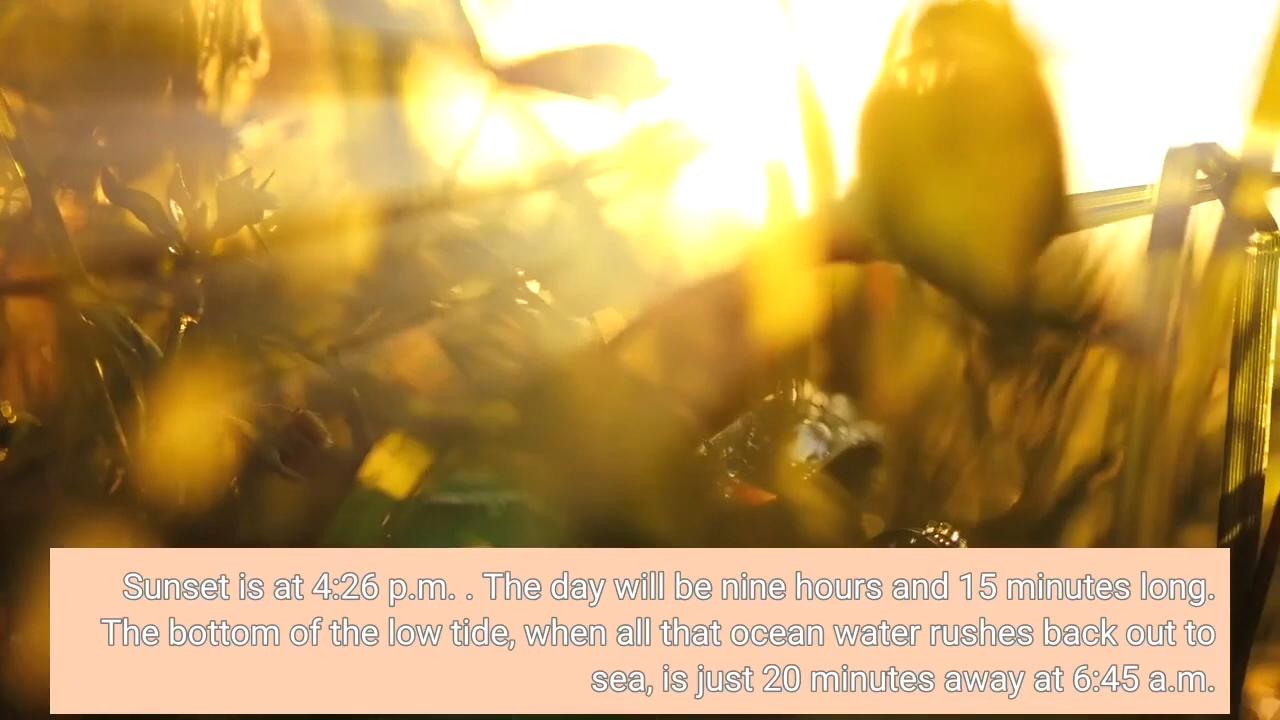 Sunset is at 4:26 p.m. . The day will be nine hours and 15 minutes long.
The bottom of the low tide, when all that ocean water rushes back out to
sea, is just 20 minutes away at 6:45 a.m.